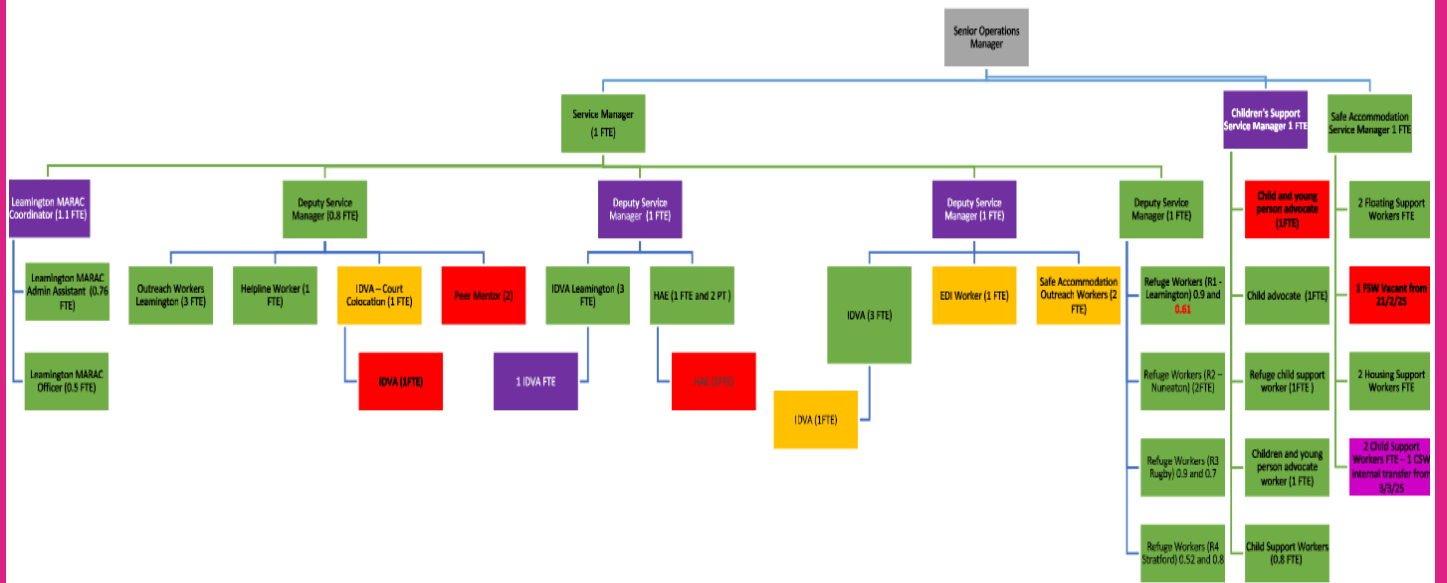 Senior Operations
Manager
Service Manager
(1 FTE)
Children's Support
Service Manager 1 FTE
Safe Accommodation
Service Manager 1 FTE
Leamington MARAC
Coordinator (1.1 FTE)
Deputy Service
Manager (0.8 FTE)
Deputy Service
Manager (1 FTE)
Deputy Service
Manager (1 FTE)
Deputy Service
Manager (1 FTE)
Child and young
person advocate
(1FTE)
2 Floating Support
Workers FTE
Leamington MARAC
Admin Assistant (0.76
FTE)
Outreach Workers
Leamington (3 FTE)
Helpline Worker (1
FTE)
IDVA – Court
Colocation (1 FTE)
Peer Mentor (2)
IDVA Leamington (3
FTE)
HAE (1 FTE and 2 PT )
IDVA (3 FTE)
EDI Worker (1 FTE)
Safe Accommodation
Outreach Workers (2
FTE)
Refuge Workers (R1 -
Leamington) 0.9 and
0.61
Child advocate (1FTE)
1 FSW Vacant from
21/2/25
Leamington MARAC
Officer (0.5 FTE)
IDVA (1FTE)
1 IDVA FTE
HAE (1FTE)
IDVA (1FTE)
Refuge Workers (R2 –
Nuneaton) (2FTE)
Refuge child support
worker (1FTE )
2 Housing Support
Workers FTE
Refuge Workers (R3
Rugby) 0.9 and 0.7
Children and young
person advocate
worker (1 FTE)
2 Child Support
Workers FTE – 1 CSW
internal transfer from
3/3/25
Refuge Workers (R4
Stratford) 0.52 and 0.8
Child Support Workers
(0.8 FTE)